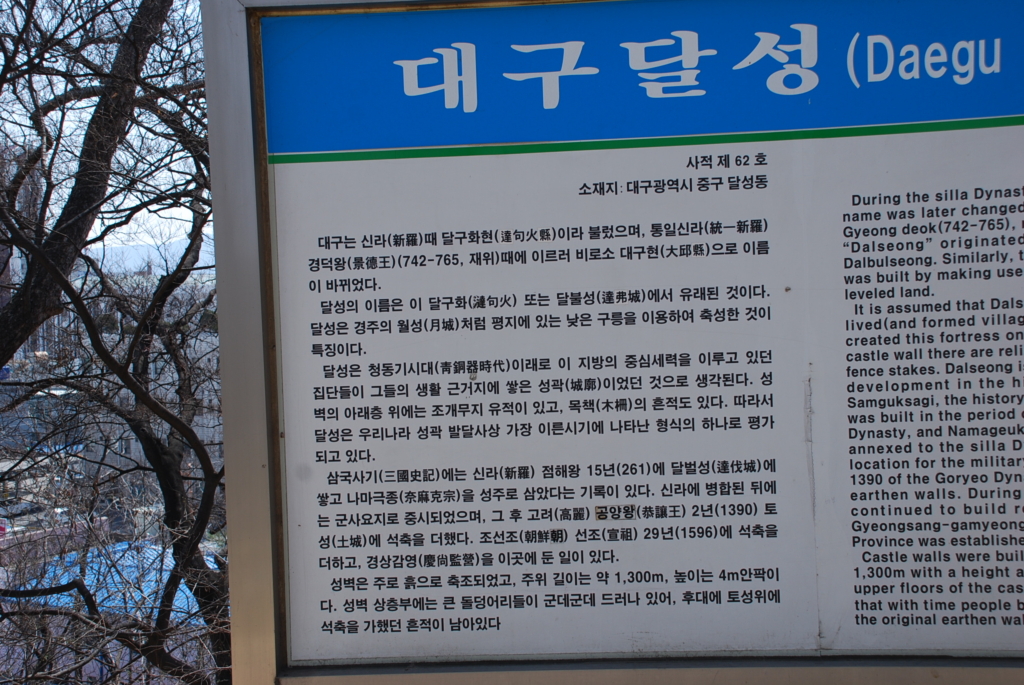 대구달성 (Daegu
사적 제 62 호
소재지: 대구광역시 중구 달성동
대구는 신라(新羅)때 달구화현(達句火縣)이라 불렀으며, 통일신라(統一新羅)
경덕왕(景德王)(742-765, 재위)때에 이르러 비로소 대구현(大邱縣)으로 이름
이 바뀌었다.
달성의 이름은 이 달구화(達句火) 또는 달불성(達弗城)에서 유래된 것이다.
달성은 경주의 월성(月城)처럼 평지에 있는 낮은 구릉을 이용하여 축성한 것이
특징이다.
달성은 청동기시대(靑銅器時代)이래로 이 지방의 중심세력을 이루고 있던
집단들이 그들의 생활 근거지에 쌓은 성곽(城廓)이었던 것으로 생각된다. 성
벽의 아래층 위에는 조개무지 유적이 있고, 목책(木柵)의 흔적도 있다. 따라서
달성은 우리나라 성곽 발달사상 가장 이른시기에 나타난 형식의 하나로 평가
되고 있다.
삼국사기(三國史記)에는 신라(新羅) 점해왕 15년(261)에 달벌성(達伐城)에
쌓고 나마극종(奈麻克宗)을 성주로 삼았다는 기록이 있다. 신라에 병합된 뒤에
는 군사요지로 중시되었으며, 그 후 고려(高麗) 공양왕(恭讓王) 2년(1390) 토
성(土城)에 석축을 더했다. 조선조(朝鮮朝) 선조(宣祖) 29년(1596)에 석축을
더하고, 경상감영(慶尙監營)을 이곳에 둔 일이 있다.
성벽은 주로 흙으로 축조되었고, 주위 길이는 약 1,300m, 높이는 4m안팎이
다. 성벽 상층부에는 큰 돌덩어리들이 군데군데 드러나 있어, 후대에 토성위에
석축을 가했던 흔적이 남아있다
During the silla Dynast
name was later changed
Gyeong deok(742-765),
"Dalseong" originated
Dalbulseong. Similarly, t
was built by making use
leveled land.
It is assumed that Dals
lived(and formed villag
created this fortress on
castle wall there are reli
fence stakes. Dalseong i
development in the h
Samguksagi, the history
was built in the period
Dynasty, and Namageuk
annexed to the silla D
location for the militar
1390 of the Goryeo Dyn
earthen walls. During
continued to build r
Gyeongsang-gamyeong
Province was establishe
Castle walls were buil
1,300m with a height a
upper floors of the cas
that with time people b
the original earthen wal